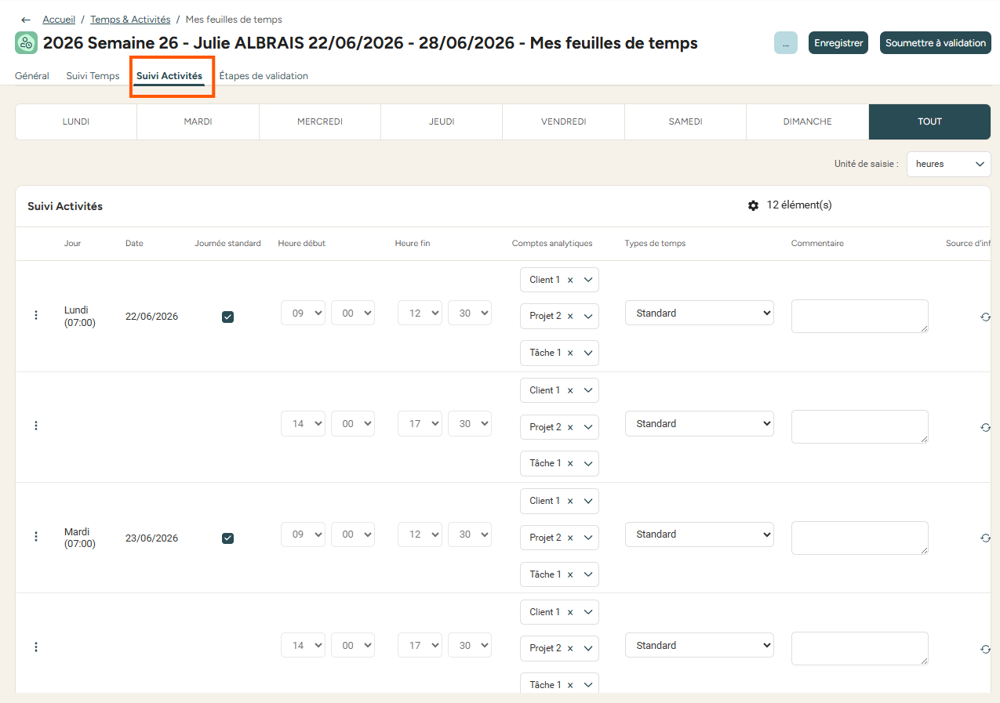 ← Accueil / Temps & Activités / Mes feuilles de temps
2026 Semaine 26 - Julie ALBRAIS 22/06/2026 - 28/06/2026 - Mes feuilles de temps
... Enregistrer Soumettre à validation
Général Suivi Temps Suivi Activités Étapes de validation
LUNDI MARDI MERCREDI JEUDI VENDREDI SAMEDI DIMANCHE TOUT
Unité de saisie : heures
Suivi Activités 12 élément(s)
Jour Date Journée standard Heure début Heure fin Comptes analytiques Types de temps Commentaire Source d'inf
Client 1 ×
Lundi
(07:00) 22/06/2026 09 00 12 30 Projet 2 × Standard
Tâche 1 ×
Client 1 ×
14 00 17 30 Projet 2 × Standard
Tâche 1 ×
Client 1 ×
Mardi
(07:00) 23/06/2026 09 00 12 30 Projet 2 × Standard
Tâche 1 ×
Client 1 ×
14 00 17 30 Projet 2 × Standard
Tâche 1 ×